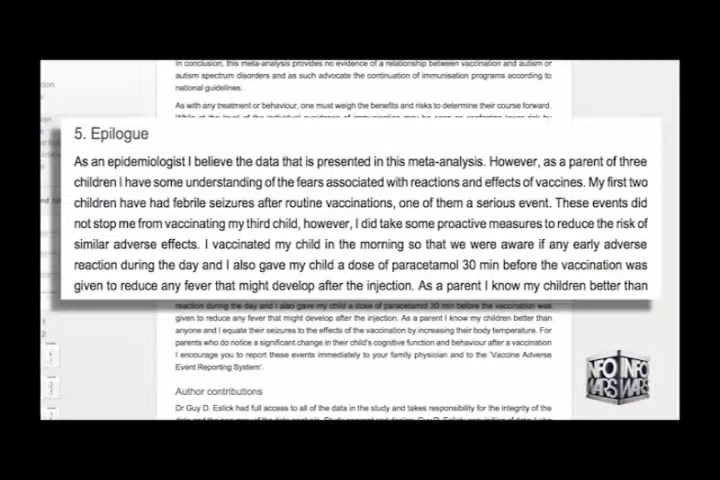 In conclusion, this meta-analysis provides no evidence of a relationship between vaccination and autism or
autism spectrum disorders and as such advocate the continuation of immunisation programs according to
national guidelines.
As with any treatment or behaviour, one must weigh the benefits and risks to determine their course forward.
5. Epilogue
As an epidemiologist I believe the data that is presented in this meta-analysis. However, as a parent of three
children I have some understanding of the fears associated with reactions and effects of vaccines. My first two
children have had febrile seizures after routine vaccinations, one of them a serious event. These events did
not stop me from vaccinating my third child, however, I did take some proactive measures to reduce the risk of
similar adverse effects. I vaccinated my child in the morning so that we were aware if any early adverse
reaction during the day and I also gave my child a dose of paracetamol 30 min before the vaccination was
given to reduce any fever that might develop after the injection. As a parent I know my children better than
reaction during the day and I also gave my child a dose of paracetamol 30 min before the vaccination was
given to reduce any fever that might develop after the injection. As a parent I know my children better than
anyone and I equate their seizures to the effects of the vaccination by increasing their body temperature. For
parents who do notice a significant change in their child's cognitive function and behaviour after a vaccination
I encourage you to report these events immediately to your family physician and to the 'Vaccine Adverse
Event Reporting System'.
Author contributions
Dr Guy D. Eslick had full access to all of the data in the study and takes responsibility for the integrity of the
INFO INFO
WARS WARS